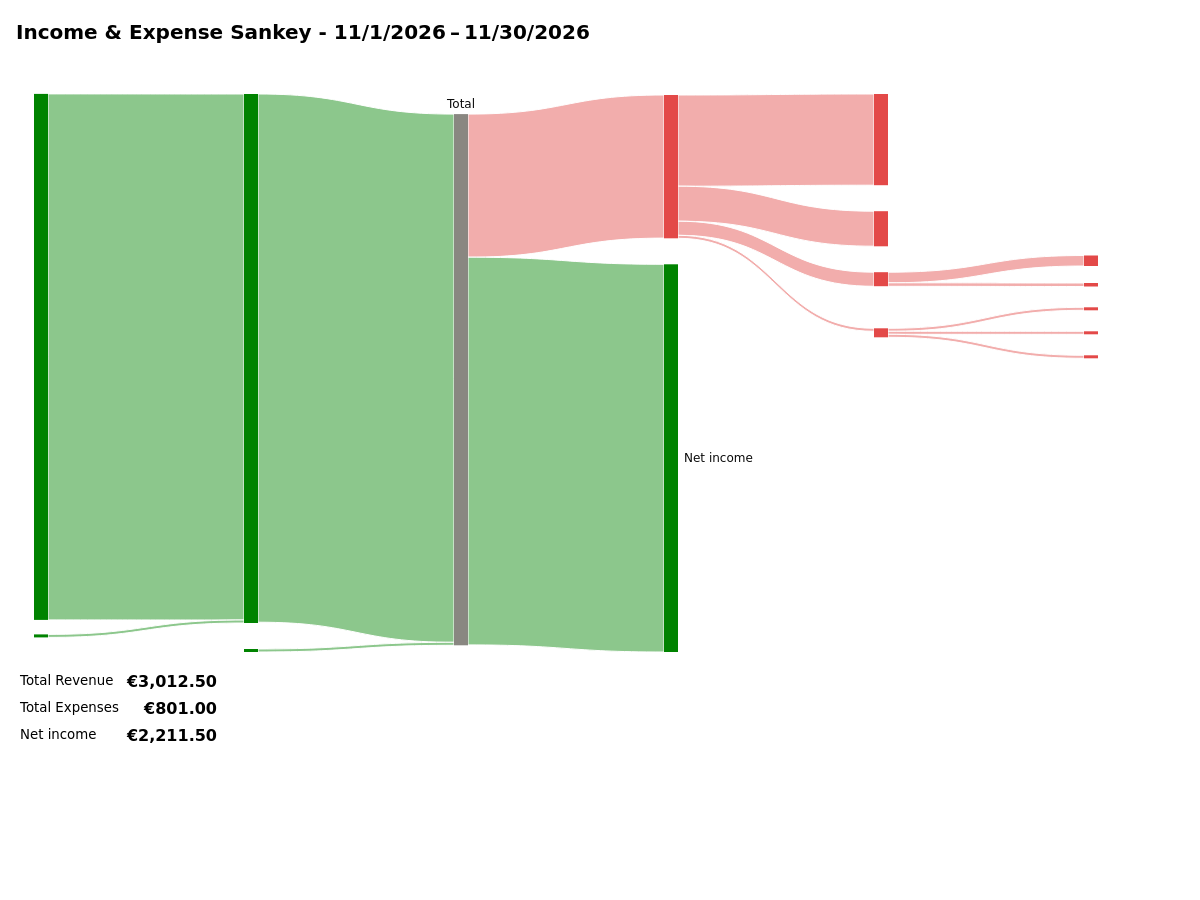 Income & Expense Sankey - 11/1/2026 – 11/30/2026
Total
Net income
Total Revenue €3,012.50
Total Expenses €801.00
Net income €2,211.50